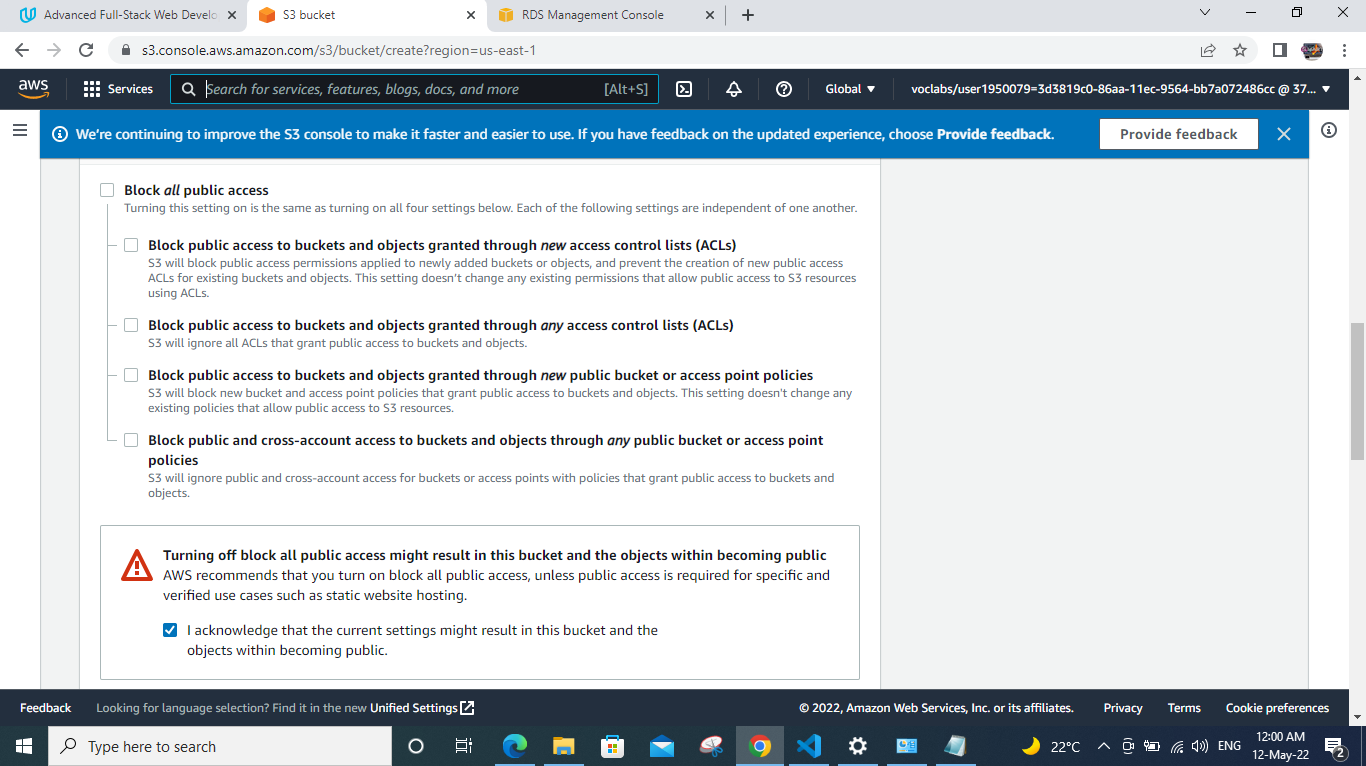 Advanced Full-Stack Web Develo
S3 bucket
RDS Management Console
s3.console.aws.amazon.com/s3/bucket/create?region=us-east-1
aws
Services
Search for services, features, blogs, docs, and more
[Alt+S]
Global
voclabs/user1950079=3d3819c0-86aa-11ec-9564-bb7a072486cc @ 37...
We're continuing to improve the S3 console to make it faster and easier to use. If you have feedback on the updated experience, choose Provide feedback.
Provide feedback
Block all public access
Turning this setting on is the same as turning on all four settings below. Each of the following settings are independent of one another.
Block public access to buckets and objects granted through new access control lists (ACLs)
S3 will block public access permissions applied to newly added buckets or objects, and prevent the creation of new public access
ACLs for existing buckets and objects. This setting doesn't change any existing permissions that allow public access to S3 resources
using ACLs.
Block public access to buckets and objects granted through any access control lists (ACLs)
S3 will ignore all ACLs that grant public access to buckets and objects.
Block public access to buckets and objects granted through new public bucket or access point policies
S3 will block new bucket and access point policies that grant public access to buckets and objects. This setting doesn't change any
existing policies that allow public access to S3 resources.
Block public and cross-account access to buckets and objects through any public bucket or access point
policies
S3 will ignore public and cross-account access for buckets or access points with policies that grant public access to buckets and
objects.
Turning off block all public access might result in this bucket and the objects within becoming public
AWS recommends that you turn on block all public access, unless public access is required for specific and
verified use cases such as static website hosting.
I acknowledge that the current settings might result in this bucket and the
objects within becoming public.
Feedback
Looking for language selection? Find it in the new Unified Settings
© 2022, Amazon Web Services, Inc. or its affiliates.
Privacy
Terms
Cookie preferences
Type here to search
22°C
ENG
12:00 AM
12-May-22
2